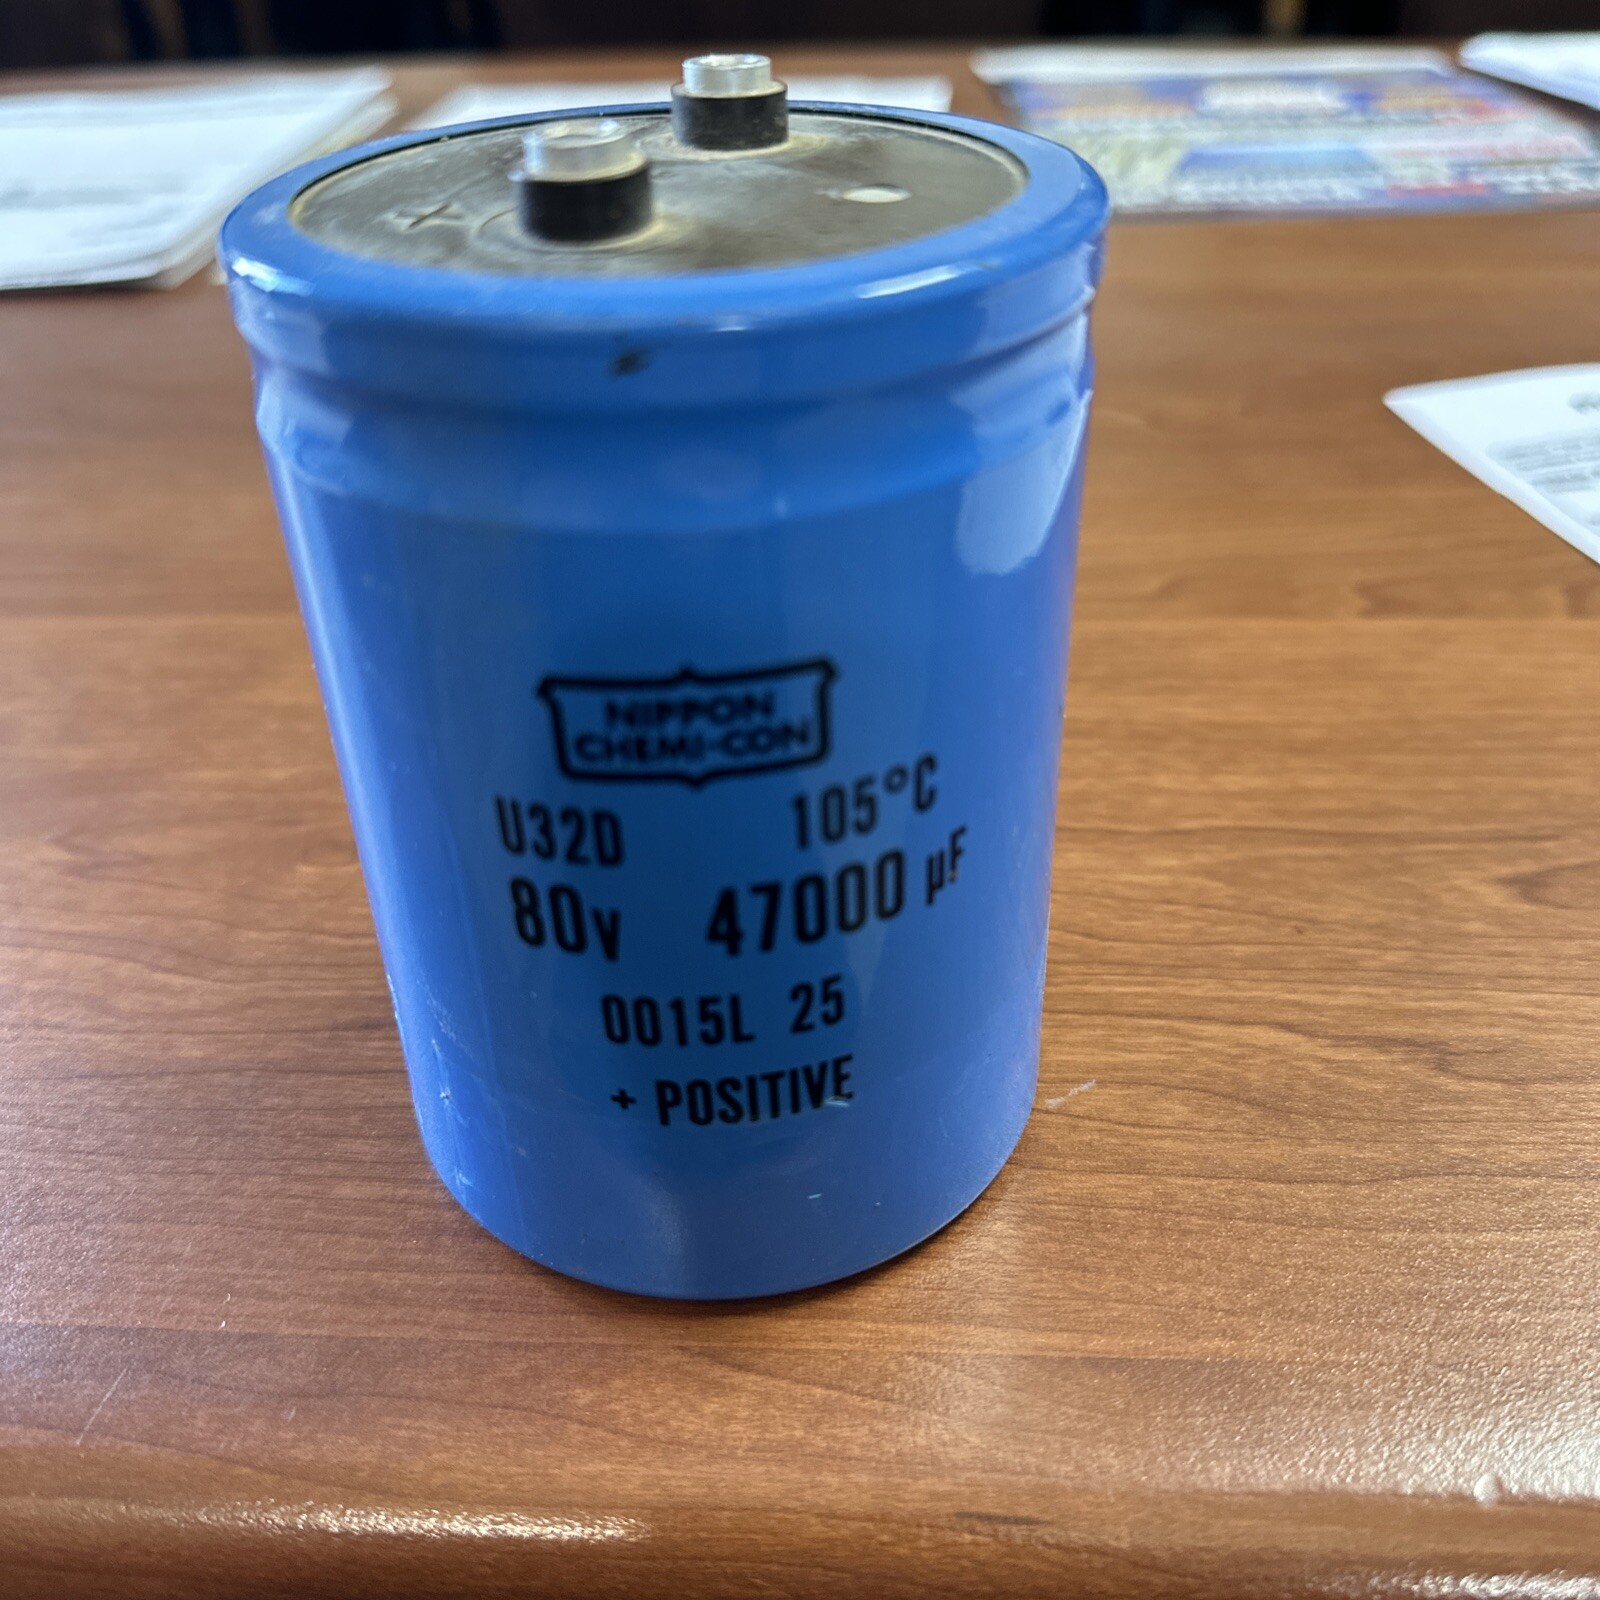 NIPPON
CHEMI-CON
U32D 105°C
80V 47000 µF
0015L 25
+ POSITIVE